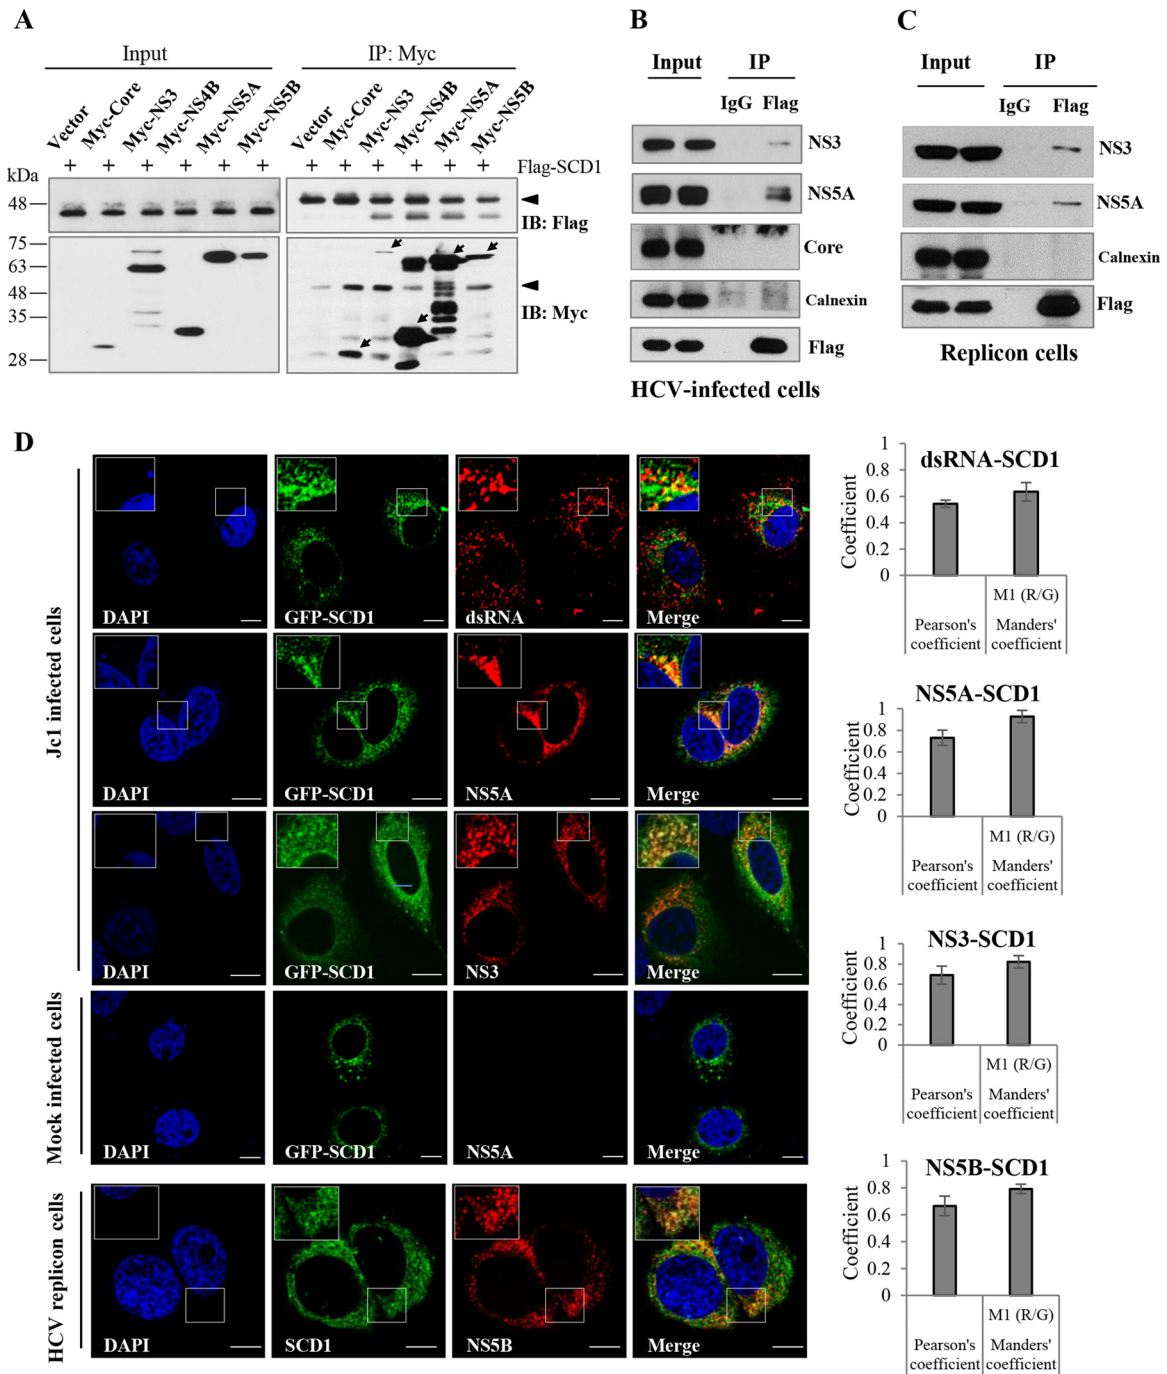 A
Input
IP: Myc
Vector
Myc-Core
Myc-NS3
Myc-NS4B
Myc-NS5A
Myc-NS5B
Vector
Myc-Core
Myc-NS3
Myc-NS4B
Myc-NS5A
Myc-NS5B
+ + + + + + + + + + + + Flag-SCD1
kDa
48
IB: Flag
75
63
48
35
28
IB: Myc
B
Input IP
IgG Flag
NS3
NS5A
Core
Calnexin
Flag
HCV-infected cells
C
Input IP
IgG Flag
NS3
NS5A
Calnexin
Flag
Replicon cells
D
Jc1 infected cells
DAPI GFP-SCD1 dsRNA Merge
DAPI GFP-SCD1 NS5A Merge
DAPI GFP-SCD1 NS3 Merge
Mock infected cells
DAPI GFP-SCD1 NS5A Merge
HCV replicon cells
DAPI SCD1 NS5B Merge
dsRNA-SCD1
Coefficient
1
0.8
0.6
0.4
0.2
0
M1 (R/G)
Pearson's Manders'
coefficient coefficient
NS5A-SCD1
Coefficient
1
0.8
0.6
0.4
0.2
0
M1 (R/G)
Pearson's Manders'
coefficient coefficient
NS3-SCD1
Coefficient
1
0.8
0.6
0.4
0.2
0
M1 (R/G)
Pearson's Manders'
coefficient coefficient
NS5B-SCD1
Coefficient
1
0.8
0.6
0.4
0.2
0
M1 (R/G)
Pearson's Manders'
coefficient coefficient